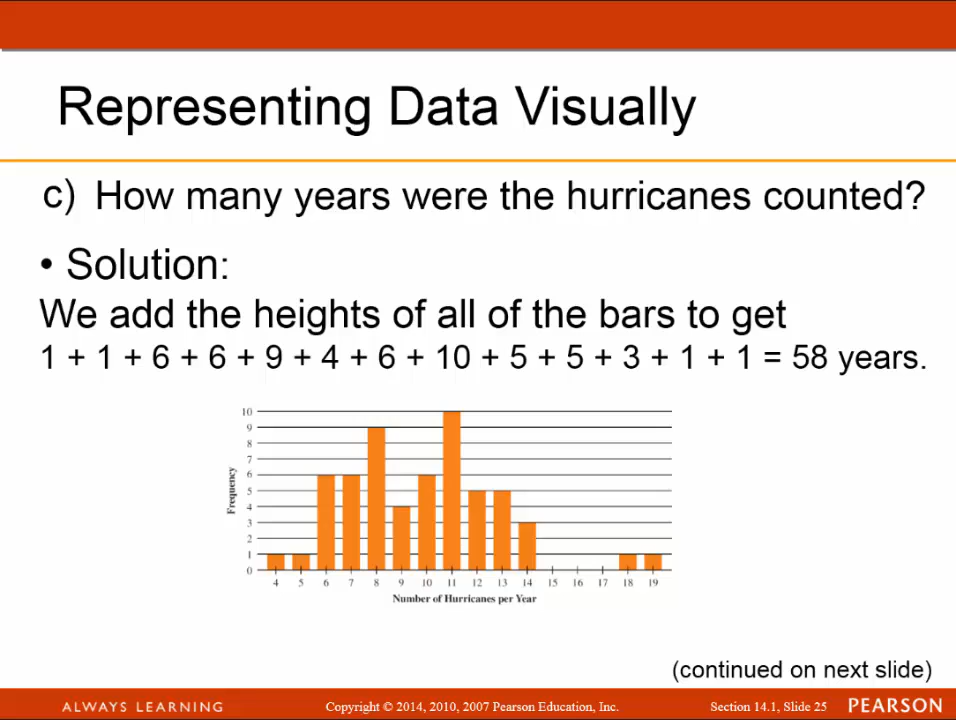 Representing Data Visually
c) How many years were the hurricanes counted?
• Solution:
We add the heights of all of the bars to get
1 + 1 + 6 + 6 + 9 + 4 + 6 + 10 + 5 + 5 + 3 + 1 + 1 = 58 years.
10
9
8
7
6
5
4
3
2
1
0
Frequency
4 5 6 7 8 9 10 11 12 13 14 15 16 17 18 19
Number of Hurricanes per Year
(continued on next slide)
ALWAYS LEARNING Copyright © 2014, 2010, 2007 Pearson Education, Inc. Section 14.1, Slide 25 PEARSON